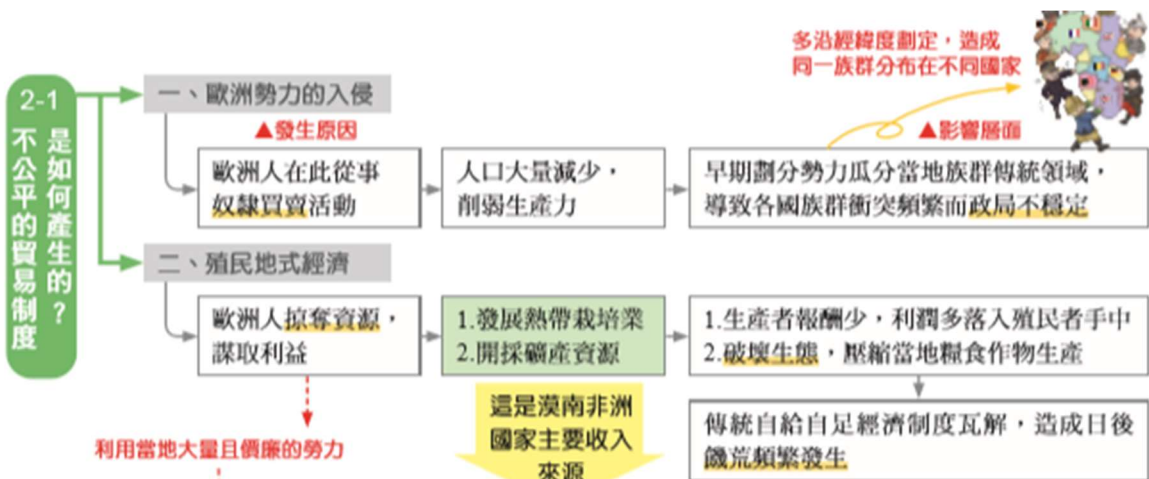 2-1
不公平的貿易制度
是如何產生的？
一、歐洲勢力的入侵
▲發生原因
歐洲人在此從事
奴隸買賣活動
人口大量減少，
削弱生產力
多沿經緯度劃定，造成
同一族群分布在不同國家
▲影響層面
早期劃分勢力瓜分當地族群傳統領域，
導致各國族群衝突頻繁而政局不穩定
二、殖民地式經濟
歐洲人掠奪資源，
謀取利益
利用當地大量且價廉的勞力
1.發展熱帶栽培業
2.開採礦產資源
這是漠南非洲
國家主要收入
來源
1.生產者報酬少，利潤多落入殖民者手中
2.破壞生態，壓縮當地糧食作物生產
傳統自給自足經濟制度瓦解，造成日後
饑荒頻繁發生